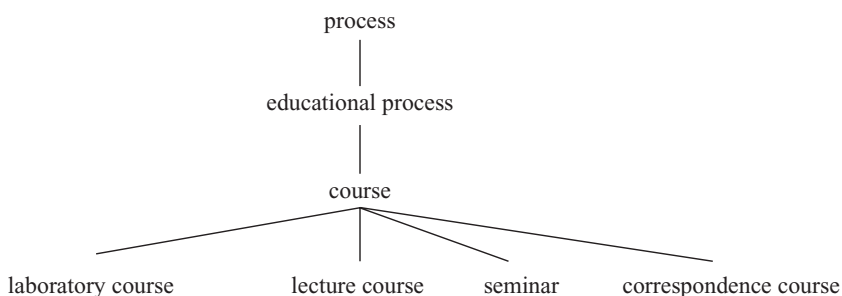 process
educational process
course
laboratory course lecture course seminar correspondence course